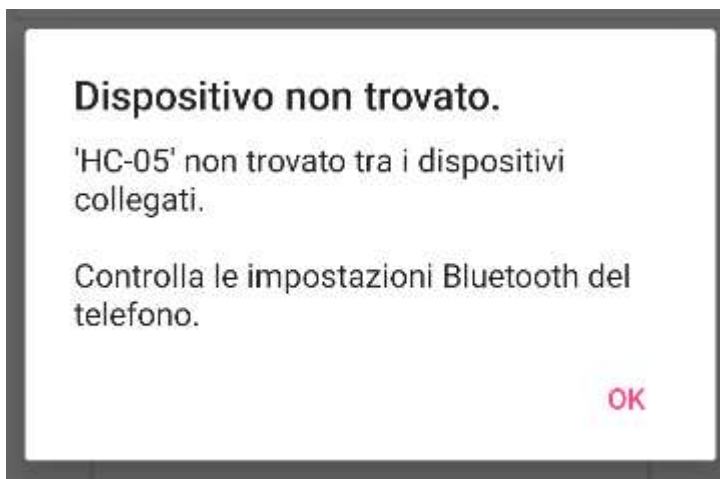 Dispositivo non trovato.
'HC-05' non trovato tra i dispositivi
collegati.
Controlla le impostazioni Bluetooth del
telefono.
OK